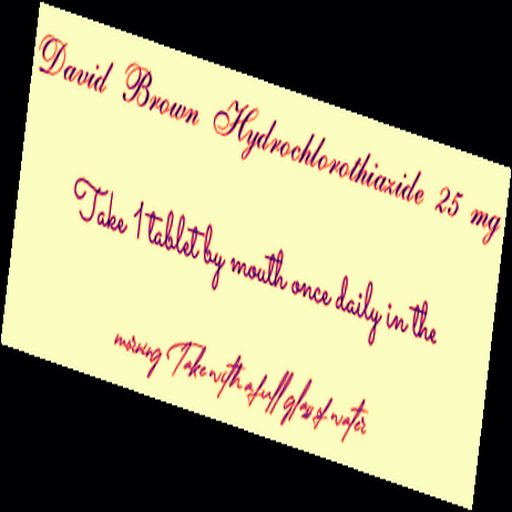 David Brown Hydrochlorothiazide 25 mg
Take 1 tablet by mouth once daily in the
morning Take with a full glass of water